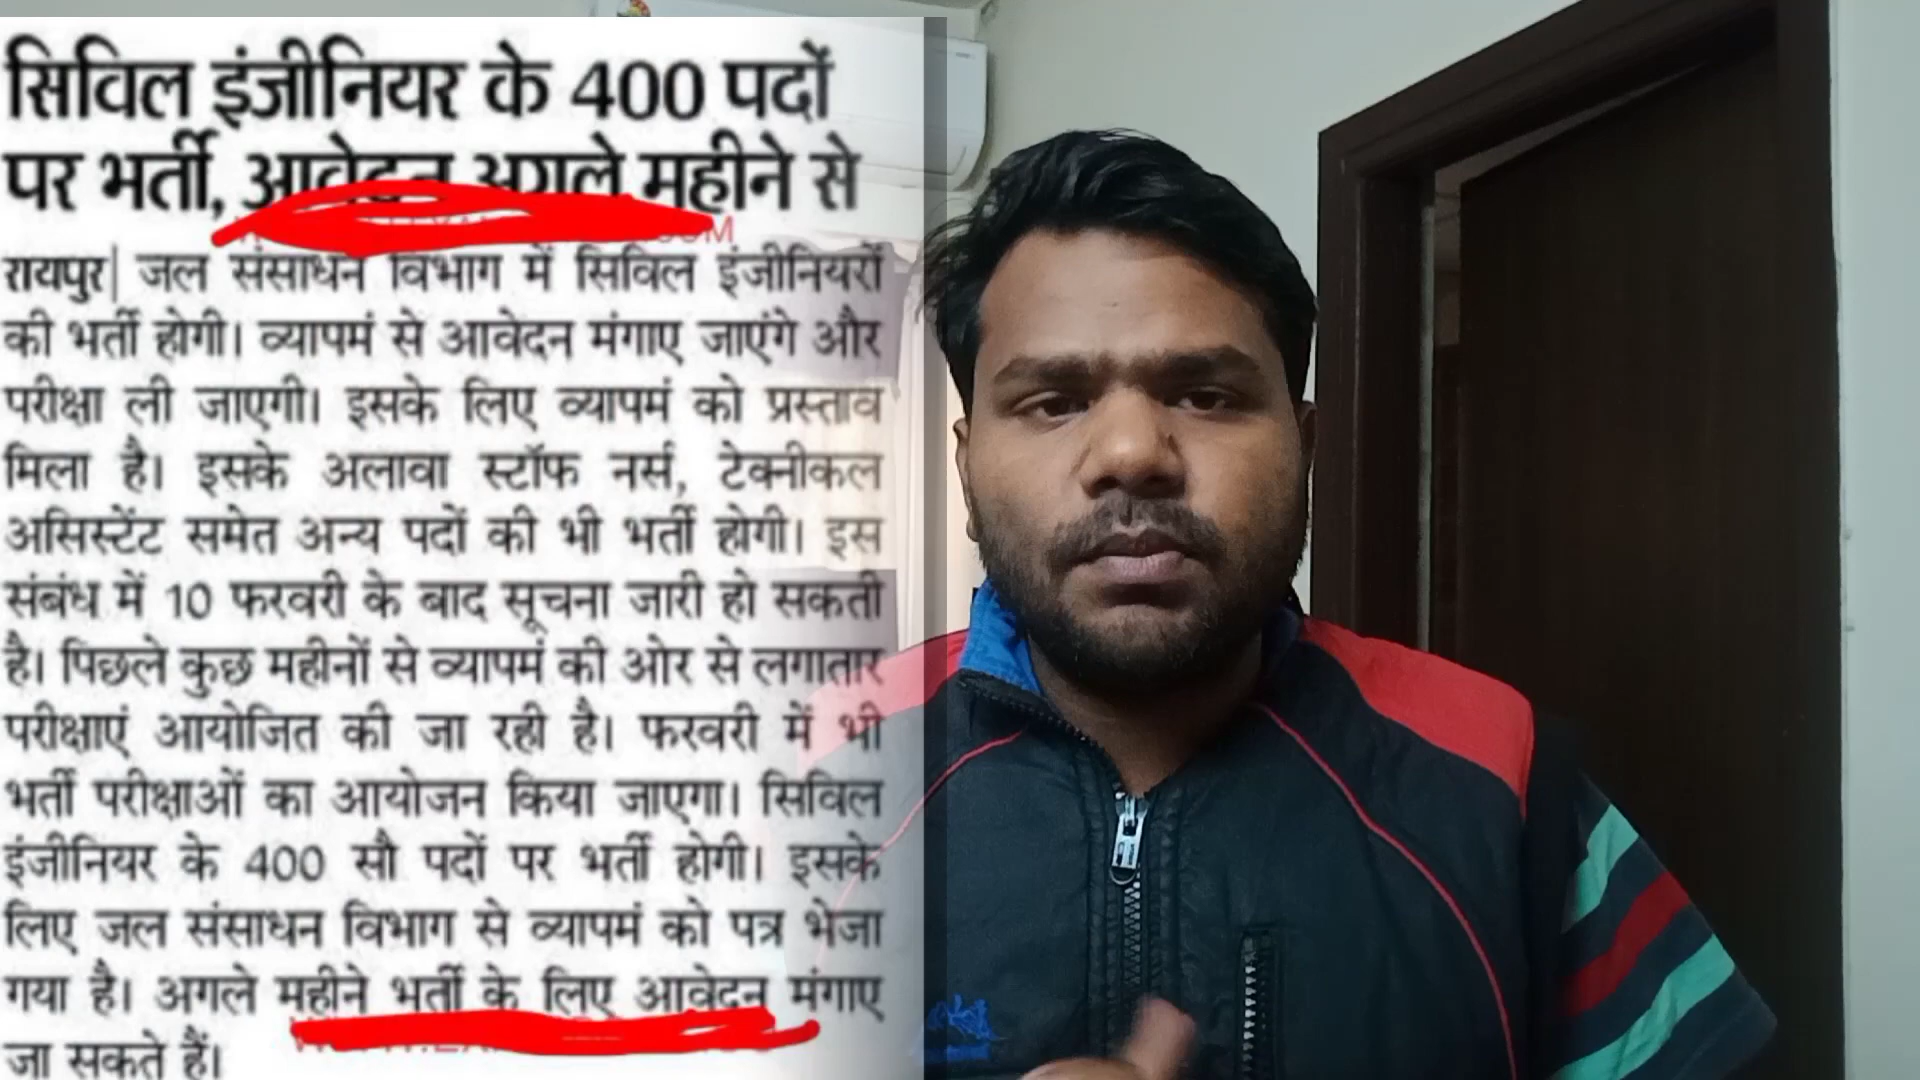 सिविल इंजीनियर के 400 पदों
पर भर्ती, आवेदन अगले महीने से
रायपुर| जल संसाधन विभाग में सिविल इंजीनियरों
की भर्ती होगी। व्यापमं से आवेदन मंगाए जाएंगे और
परीक्षा ली जाएगी। इसके लिए व्यापमं को प्रस्ताव
मिला है। इसके अलावा स्टॉफ नर्स, टेक्नीकल
असिस्टेंट समेत अन्य पदों की भी भर्ती होगी। इस
संबंध में 10 फरवरी के बाद सूचना जारी हो सकती
है। पिछले कुछ महीनों से व्यापमं की ओर से लगातार
परीक्षाएं आयोजित की जा रही है। फरवरी में भी
भर्ती परीक्षाओं का आयोजन किया जाएगा। सिविल
इंजीनियर के 400 सौ पदों पर भर्ती होगी। इसके
लिए जल संसाधन विभाग से व्यापमं को पत्र भेजा
गया है। अगले महीने भर्ती के लिए आवेदन मंगाए
जा सकते हैं।